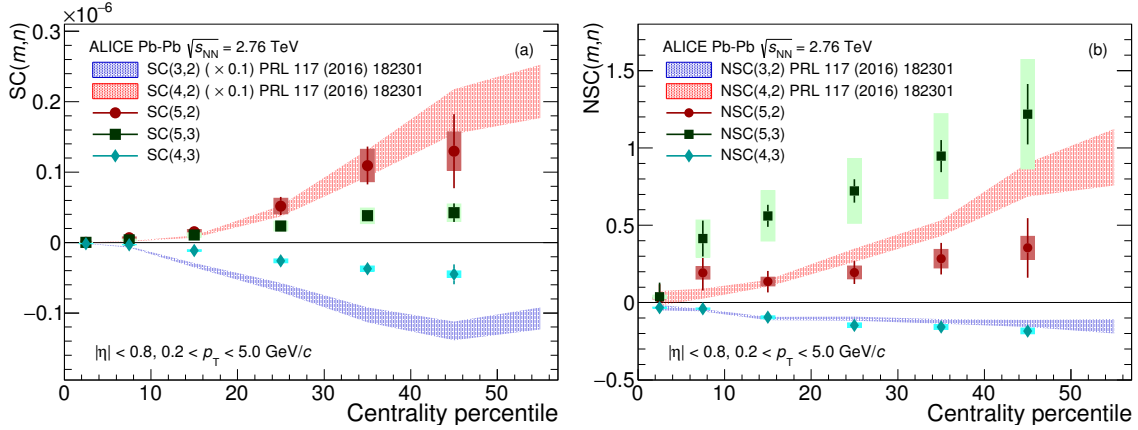 ×10⁻⁶
SC(m,n)
0.3
0.2
0.1
0
−0.1
ALICE Pb-Pb √s_NN = 2.76 TeV
(a)
SC(3,2) ( × 0.1) PRL 117 (2016) 182301
SC(4,2) ( × 0.1) PRL 117 (2016) 182301
SC(5,2)
SC(5,3)
SC(4,3)
|η| < 0.8, 0.2 < p_T < 5.0 GeV/c
0 10 20 30 40 50
Centrality percentile
NSC(m,n)
1.5
1
0.5
0
−0.5
ALICE Pb-Pb √s_NN = 2.76 TeV
(b)
NSC(3,2) PRL 117 (2016) 182301
NSC(4,2) PRL 117 (2016) 182301
NSC(5,2)
NSC(5,3)
NSC(4,3)
|η| < 0.8, 0.2 < p_T < 5.0 GeV/c
0 10 20 30 40 50
Centrality percentile